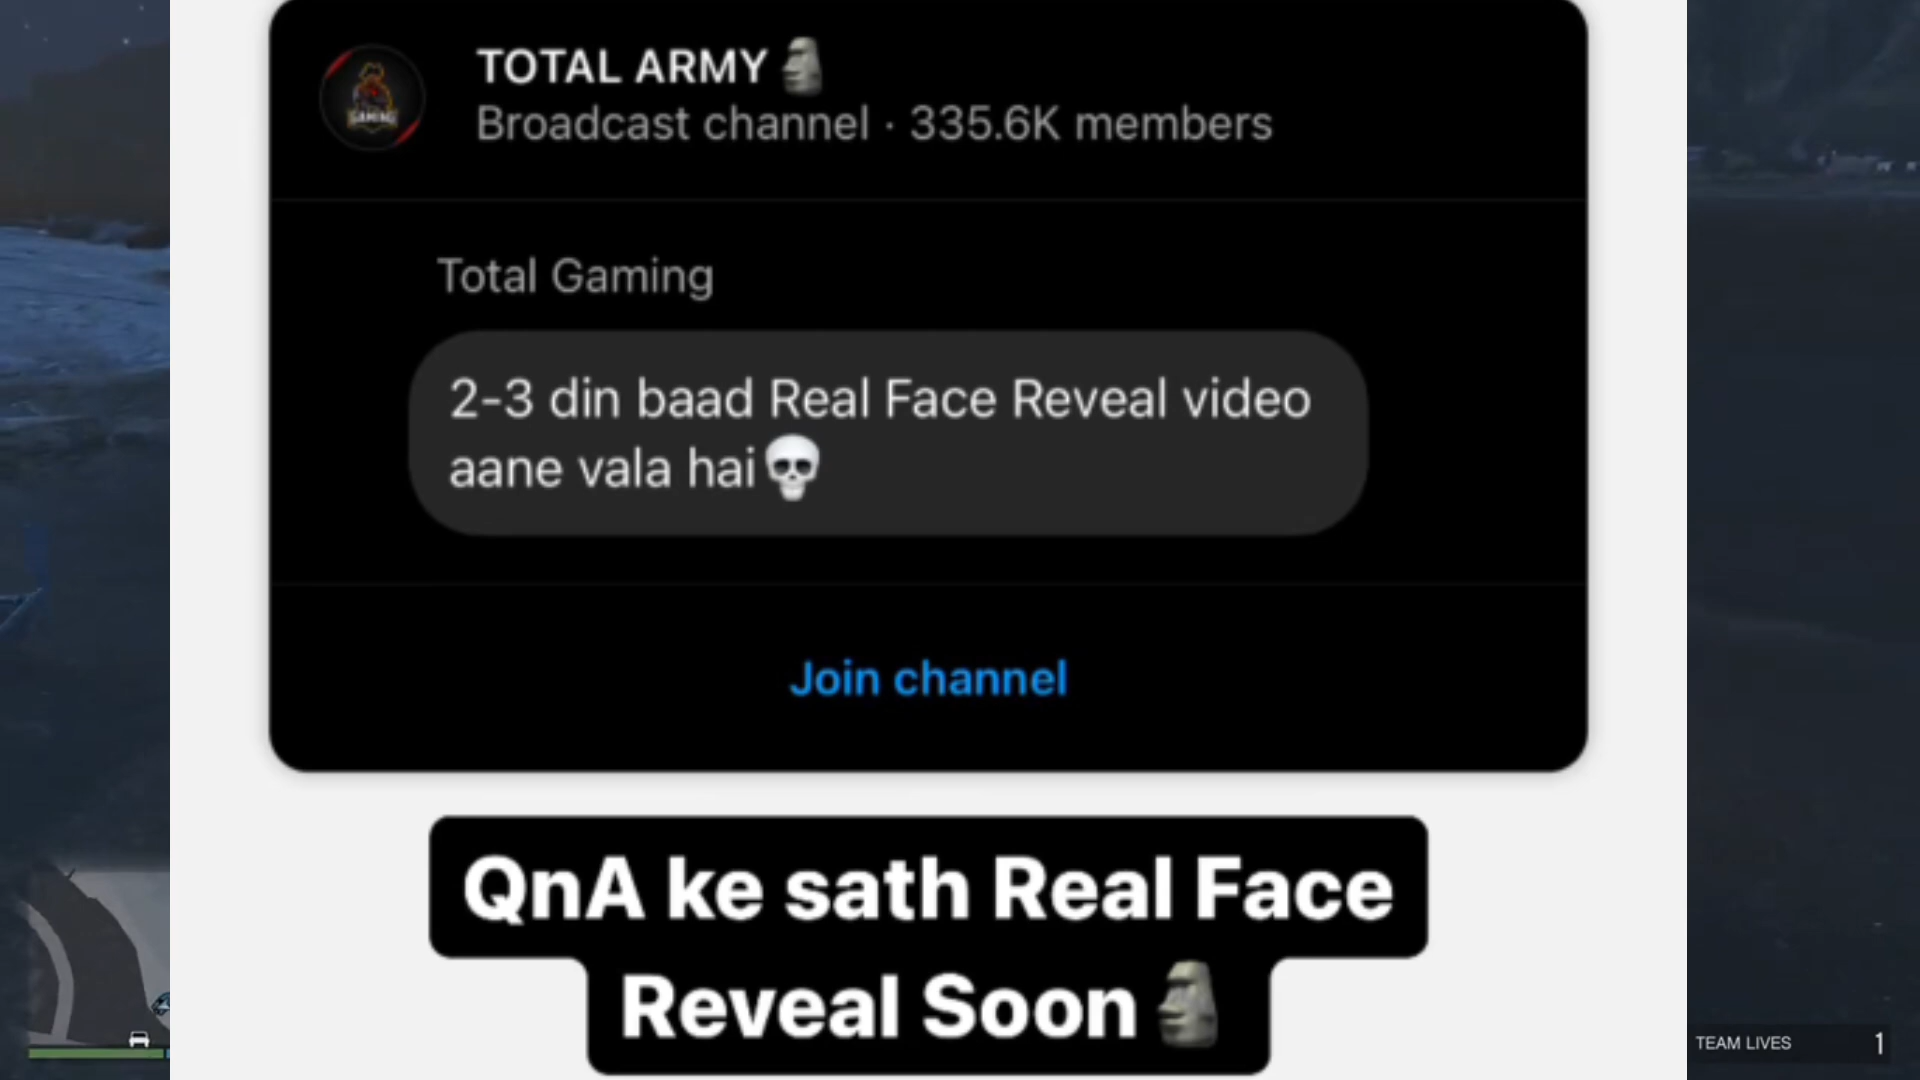 TOTAL ARMY🗿
Broadcast channel · 335.6K members
GAMING
Total Gaming
2-3 din baad Real Face Reveal video
aane vala hai💀
Join channel
QnA ke sath Real Face
Reveal Soon🗿
TEAM LIVES 1